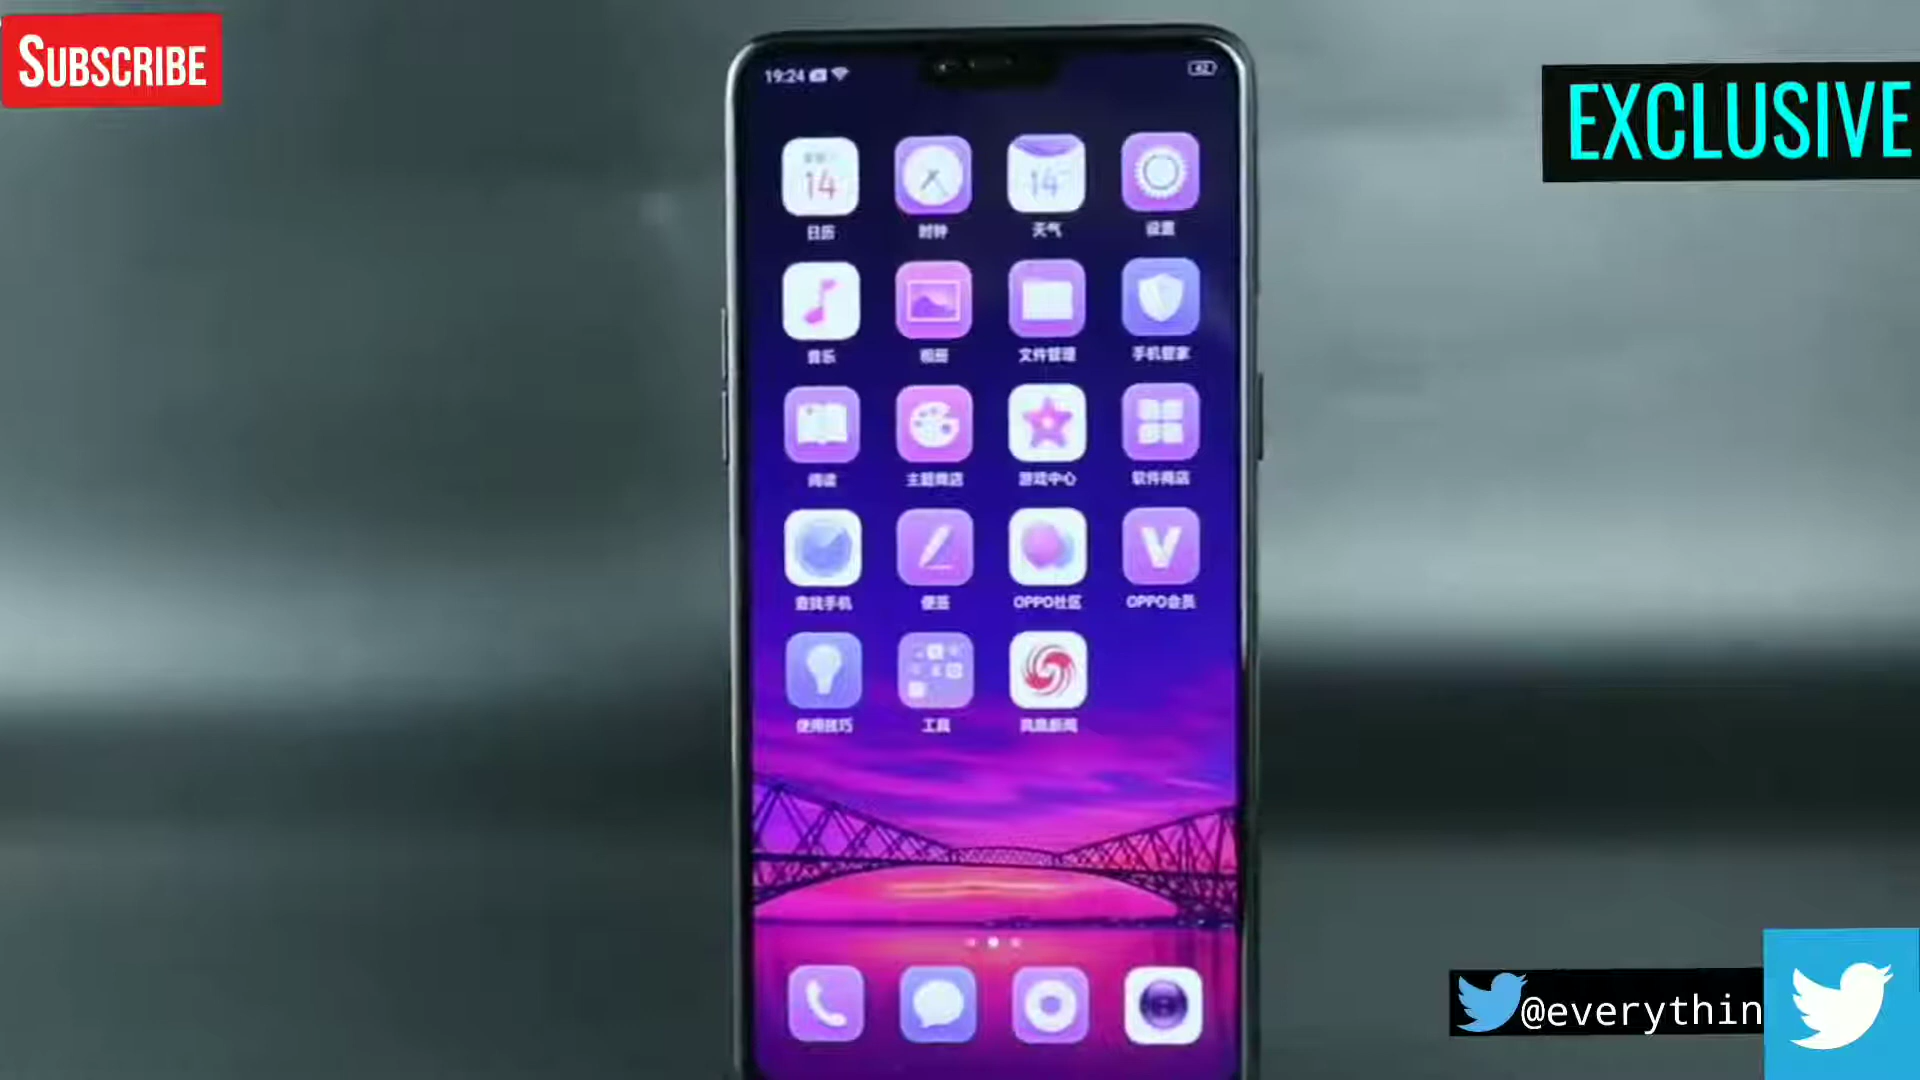 SUBSCRIBE
EXCLUSIVE
19:24
62
14
14°
日历
时钟
天气
设置
音乐
相册
文件管理
手机管家
阅读
主题商店
游戏中心
软件商店
查找手机
便签
OPPO社区
OPPO会员
使用技巧
工具
凤凰新闻
@everythin